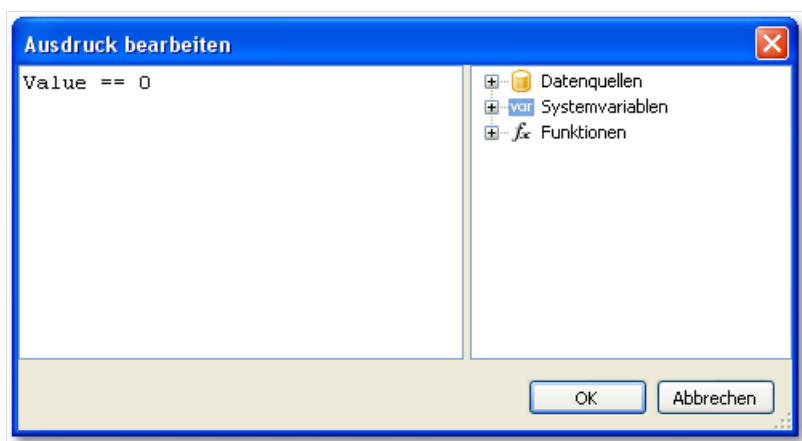 Ausdruck bearbeiten
Value == 0
Datenquellen
var Systemvariablen
fx Funktionen
OK
Abbrechen